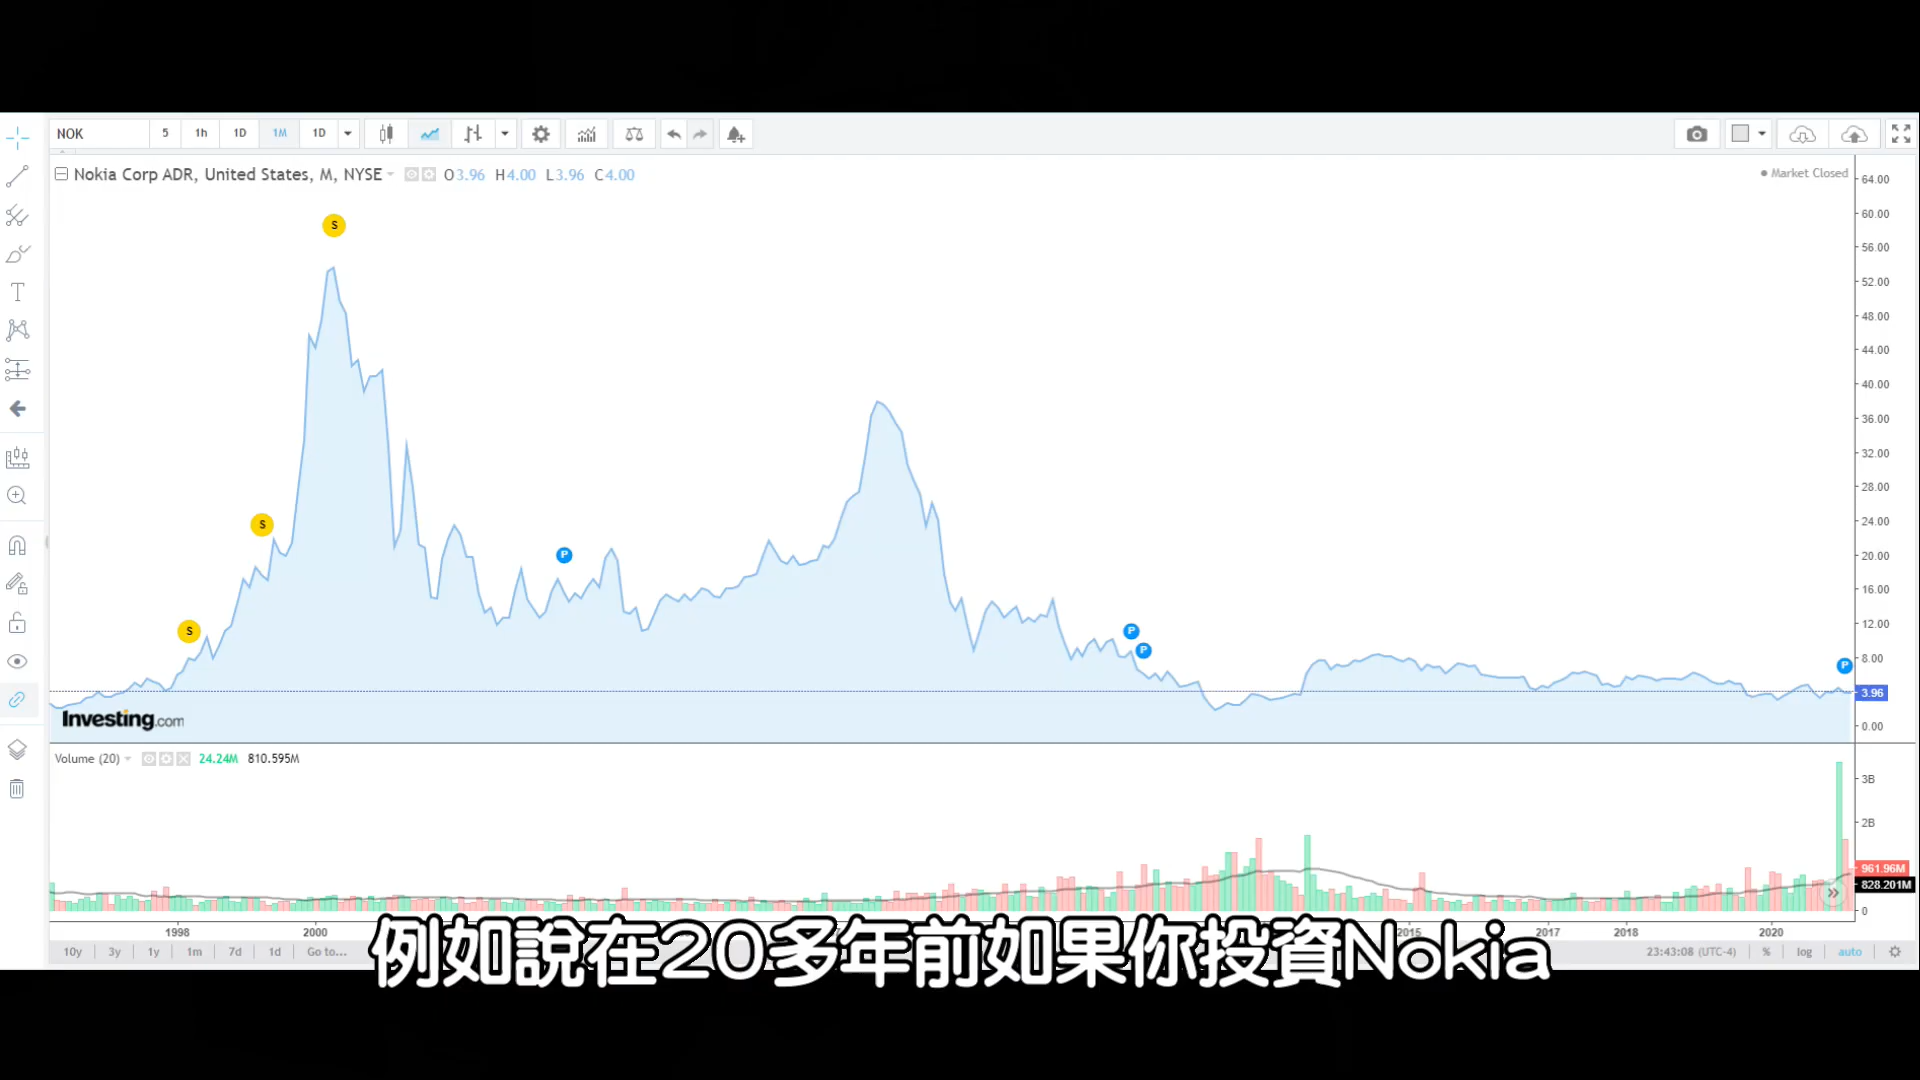 NOK 5 1h 1D 1M 1D
Nokia Corp ADR, United States, M, NYSE O3.96 H4.00 L3.96 C4.00
Market Closed
64.00
60.00
56.00
52.00
48.00
44.00
40.00
36.00
32.00
28.00
24.00
20.00
16.00
12.00
8.00
3.96
0.00
S
S
S
P
P
P
P
Investing.com
Volume (20) 24.24M 810.595M
3B
2B
961.96M
828.201M
0
1998 2000 2015 2017 2018 2020
10y 3y 1y 1m 7d 1d Go to... 23:43:08 (UTC-4) % log auto
例如說在20多年前如果你投資Nokia